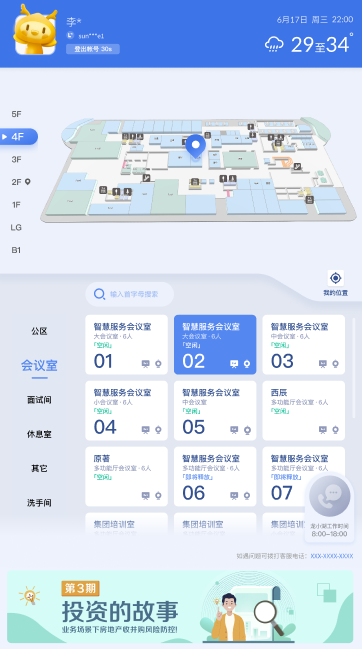 李*
sun***e1
登出账号 30s
6月17日 周三 22:00
29至34°
5F
4F
3F
2F
1F
LG
B1
我的位置
输入首字母搜索
公区
会议室
面试间
休息室
其它
洗手间
智慧服务会议室
大会议室·6人
「空闲」
01
智慧服务会议室
大会议室·6人
「空闲」
02
智慧服务会议室
中会议室·6人
「空闲」
03
智慧服务会议室
小会议室·6人
「空闲」
04
智慧服务会议室
中会议室
「空闲」
05
西辰
多功能厅会议室·6人
「空闲」
原著
多功能厅会议室·6人
「空闲」
智慧服务会议室
多功能厅会议室·6人
「即将释放」
06
智慧服务会议室
多功能厅会议室·6人
「即将释放」
07
集团培训室
集团培训室
集团培训室
龙小湖工作时间
8:00~18:00
如遇问题可拨打客服电话：XXX-XXXX-XXXX
第3期
投资的故事
业务场景下房地产收并购风险防控!